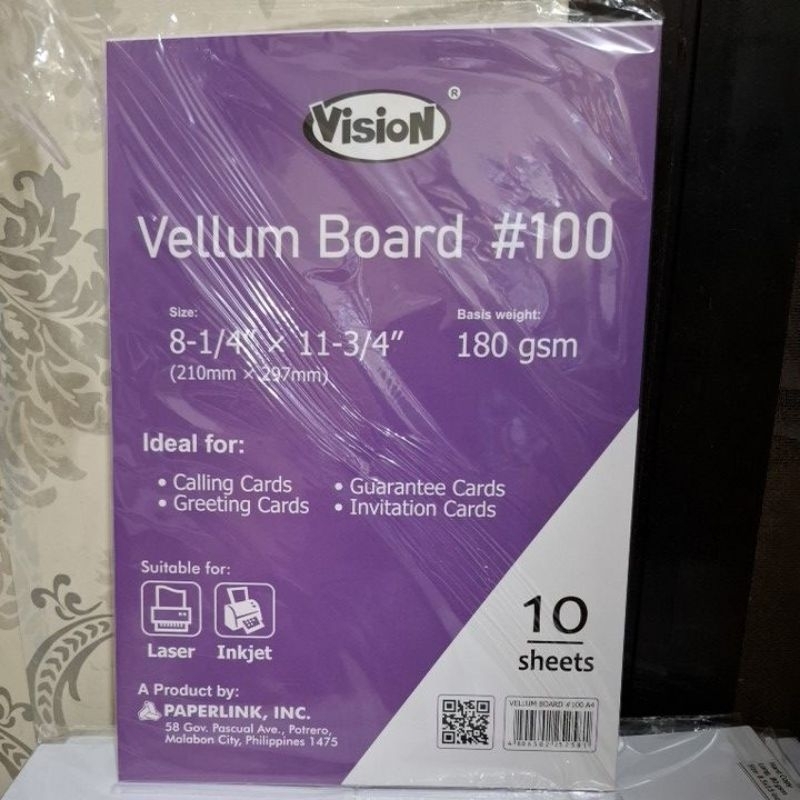 VisioN ®
Vellum Board #100
Size:
8-1/4" × 11-3/4"
(210mm × 297mm)
Basis weight:
180 gsm
Ideal for:
• Calling Cards
• Greeting Cards
• Guarantee Cards
• Invitation Cards
Suitable for:
Laser
Inkjet
10
sheets
A Product by:
PAPERLINK, INC.
58 Gov. Pascual Ave., Potrero,
Malabon City, Philippines 1475
VELLUM BOARD #100 A4